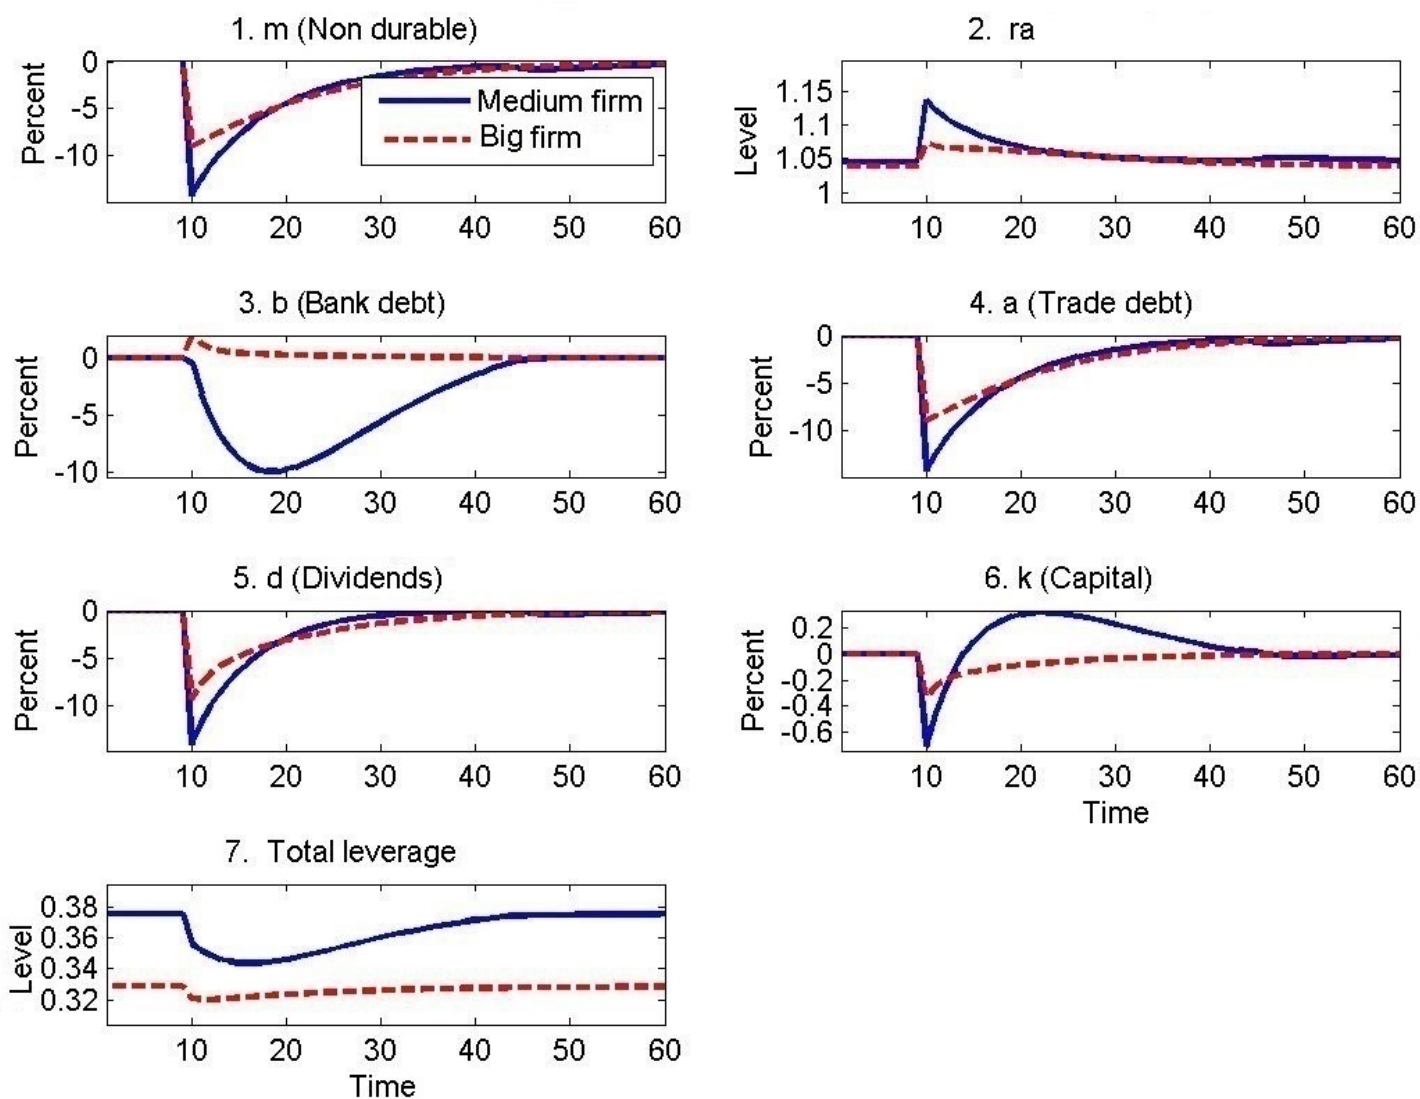 1. m (Non durable)
Percent
0
-5
-10
Medium firm
Big firm
10 20 30 40 50 60
2. ra
Level
1.15
1.1
1.05
1
10 20 30 40 50 60
3. b (Bank debt)
Percent
0
-5
-10
10 20 30 40 50 60
4. a (Trade debt)
Percent
0
-5
-10
10 20 30 40 50 60
5. d (Dividends)
Percent
0
-5
-10
10 20 30 40 50 60
6. k (Capital)
Percent
0.2
0
-0.2
-0.4
-0.6
10 20 30 40 50 60
Time
7. Total leverage
Level
0.38
0.36
0.34
0.32
10 20 30 40 50 60
Time